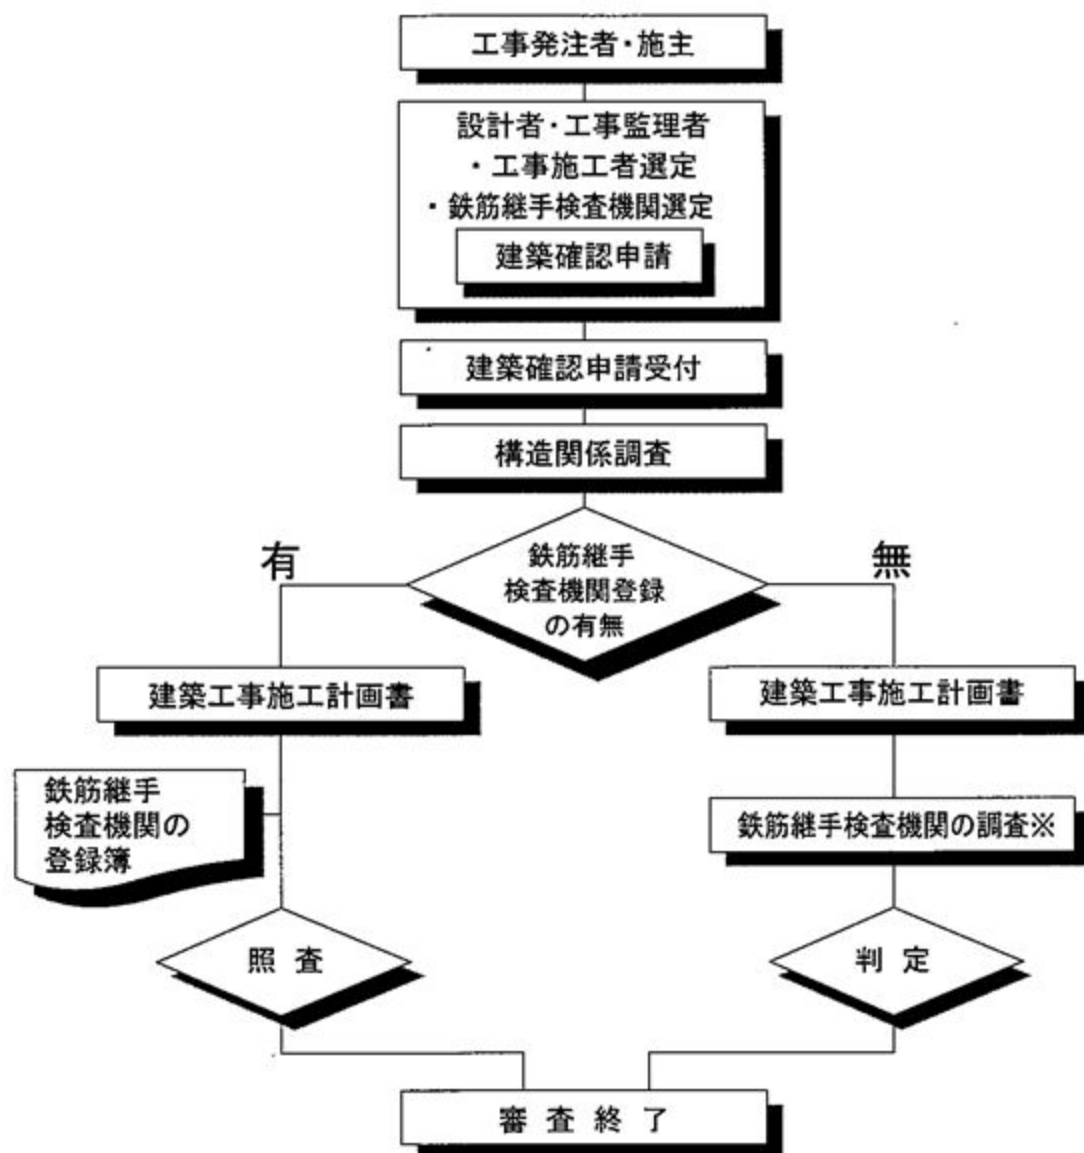 工事発注者・施主
設計者・工事監理者
・工事施工者選定
・鉄筋継手検査機関選定
建築確認申請
建築確認申請受付
構造関係調査
有
鉄筋継手
検査機関登録
の有無
無
建築工事施工計画書
建築工事施工計画書
鉄筋継手
検査機関の
登録簿
鉄筋継手検査機関の調査※
照査
判定
審査終了